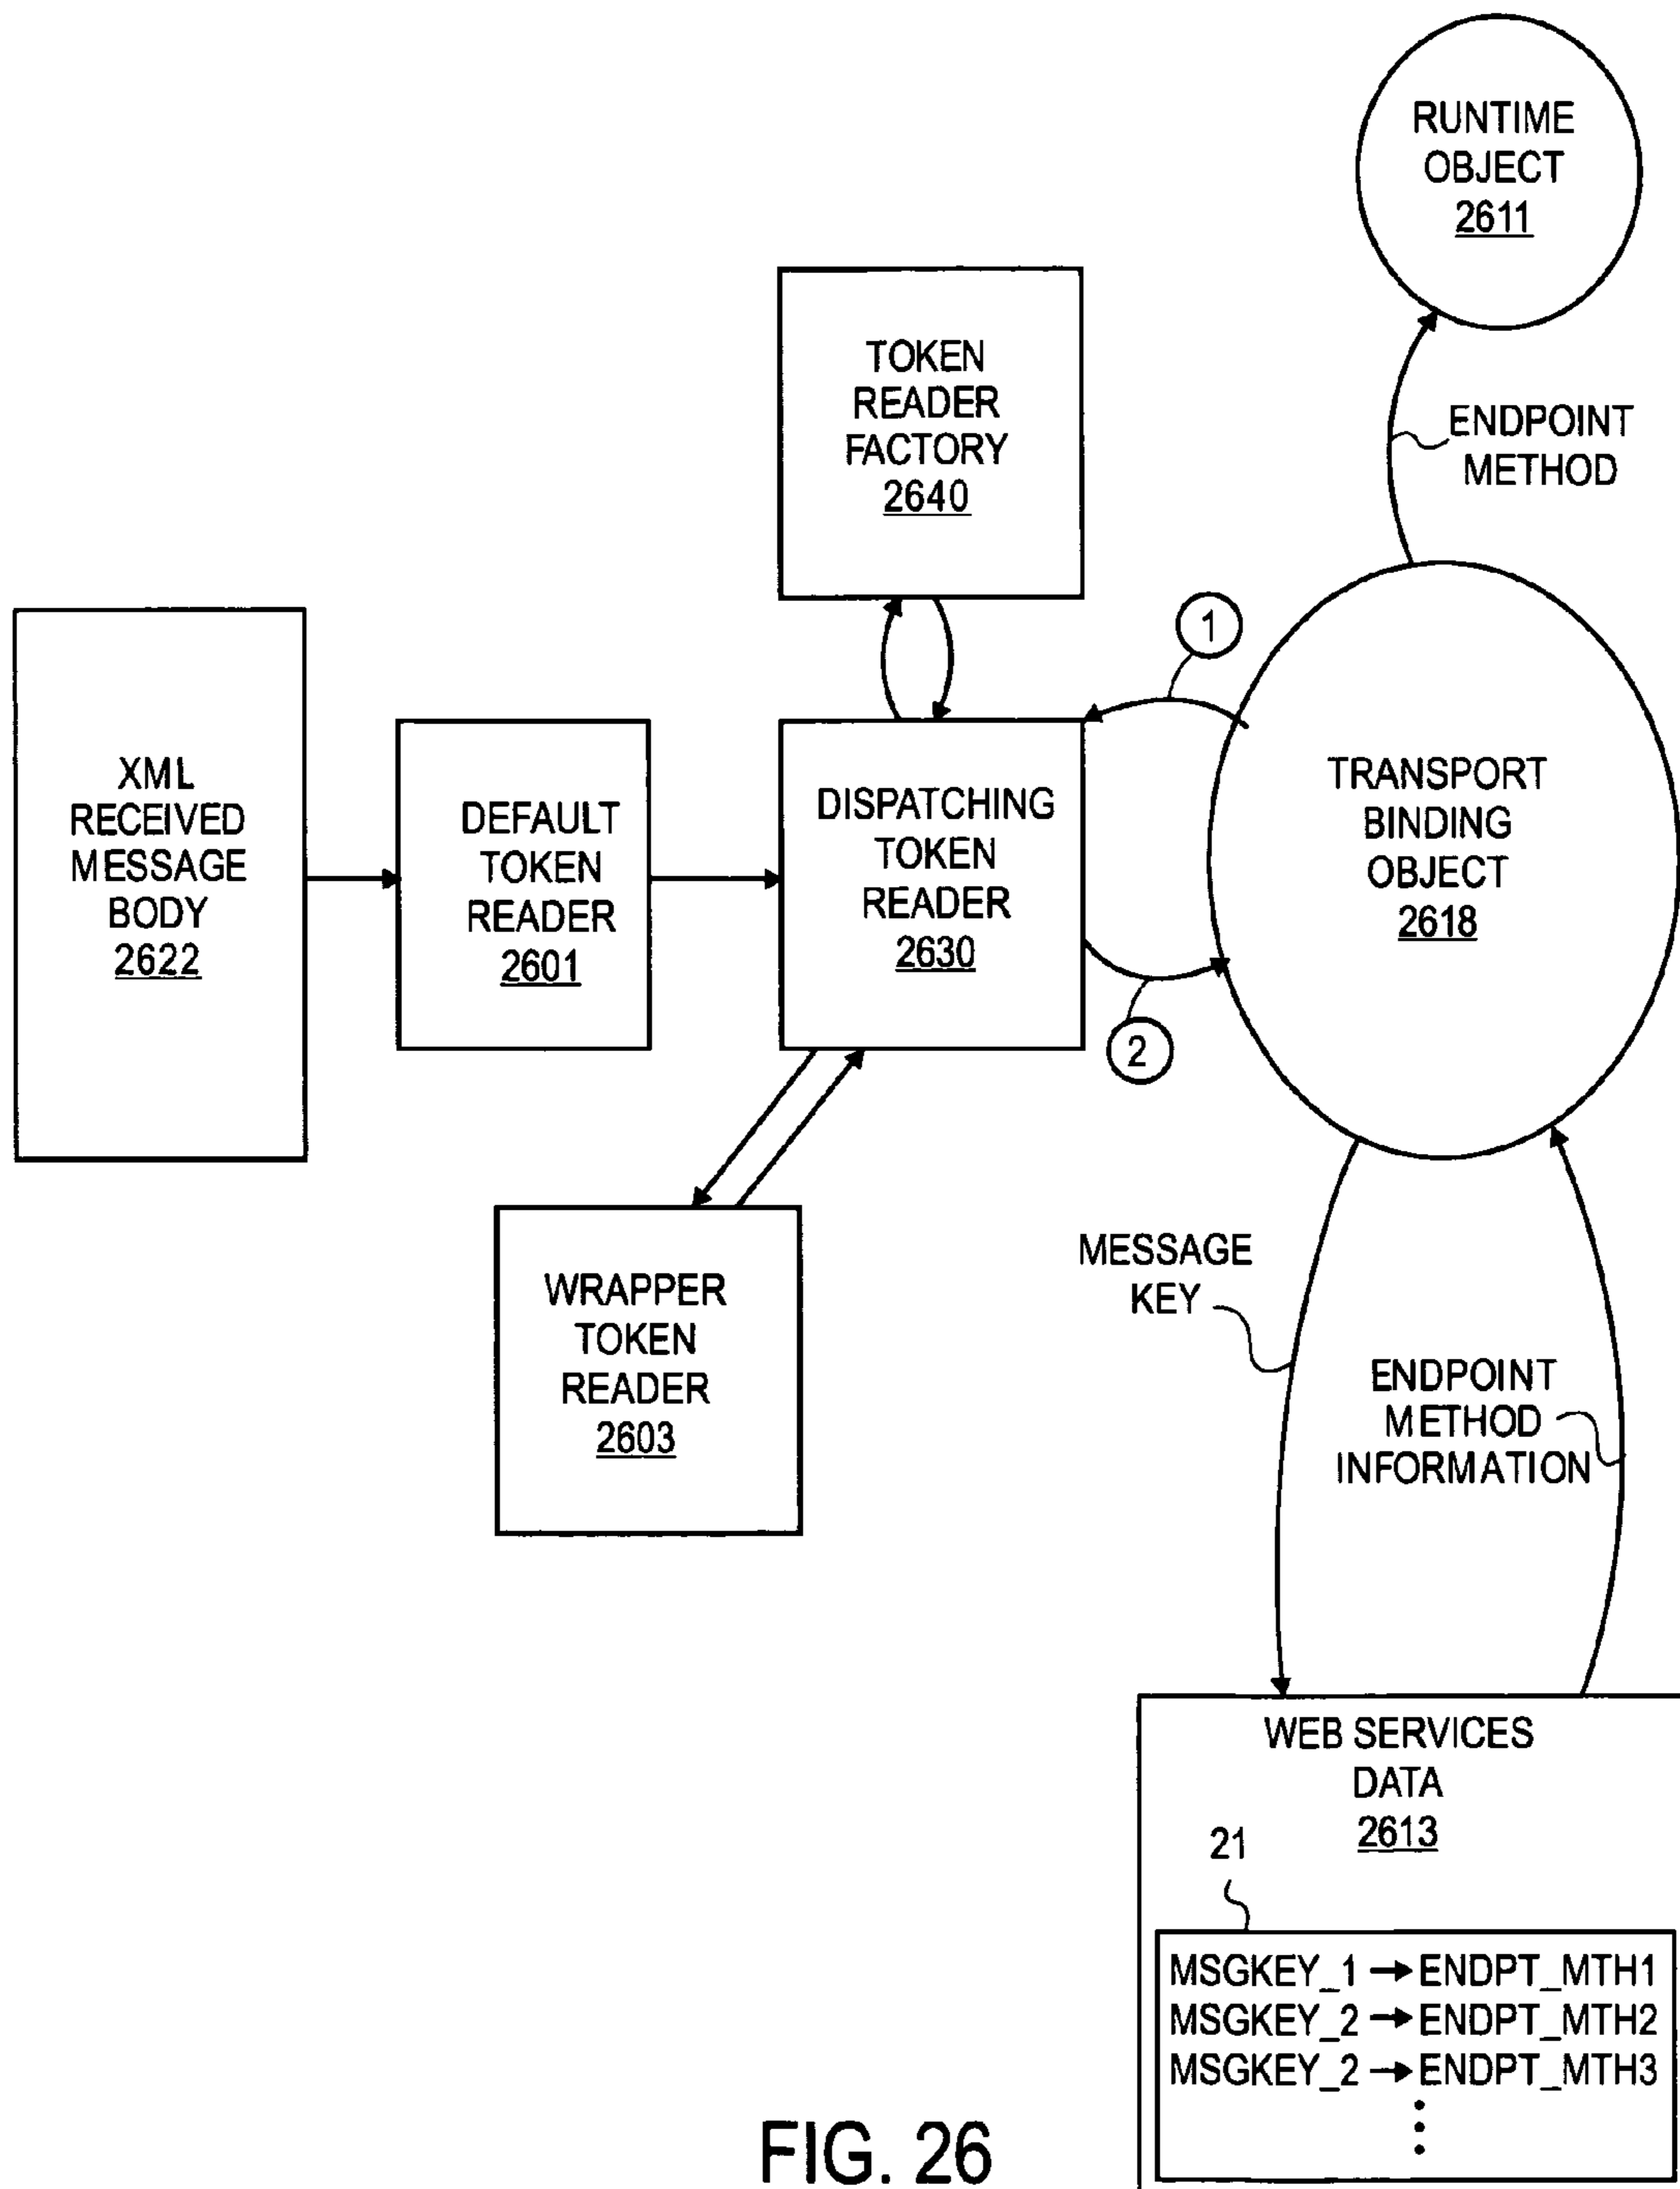 RUNTIME
OBJECT
2611
TOKEN
READER
FACTORY
2640
ENDPOINT
METHOD
1
XML
RECEIVED
MESSAGE
BODY
2622
DEFAULT
TOKEN
READER
2601
DISPATCHING
TOKEN
READER
2630
TRANSPORT
BINDING
OBJECT
2618
2
WRAPPER
TOKEN
READER
2603
MESSAGE
KEY
ENDPOINT
METHOD
INFORMATION
WEB SERVICES
DATA
2613
21
MSGKEY_1 → ENDPT_MTH1
MSGKEY_2 → ENDPT_MTH2
MSGKEY_2 → ENDPT_MTH3
FIG. 26